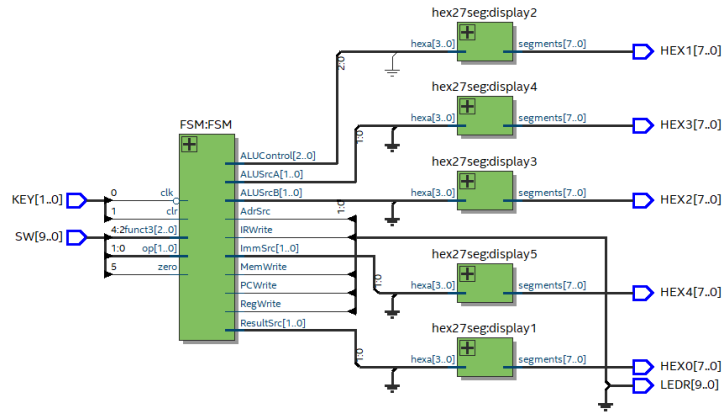 hex27seg:display2
hexa[3..0]
segments[7..0]
HEX1[7..0]
2:0
hex27seg:display4
hexa[3..0]
segments[7..0]
HEX3[7..0]
1:0
FSM:FSM
ALUControl[2..0]
ALUSrcA[1..0]
hex27seg:display3
KEY[1..0]
0
clk
ALUSrcB[1..0]
hexa[3..0]
segments[7..0]
HEX2[7..0]
1
clr
AdrSrc
1:0
SW[9..0]
4:2
funct3[2..0]
IRWrite
1:0
op[1..0]
ImmSrc[1..0]
hex27seg:display5
5
zero
MemWrite
1:0
PCWrite
hexa[3..0]
segments[7..0]
HEX4[7..0]
RegWrite
ResultSrc[1..0]
hex27seg:display1
1:0
hexa[3..0]
segments[7..0]
HEX0[7..0]
LEDR[9..0]